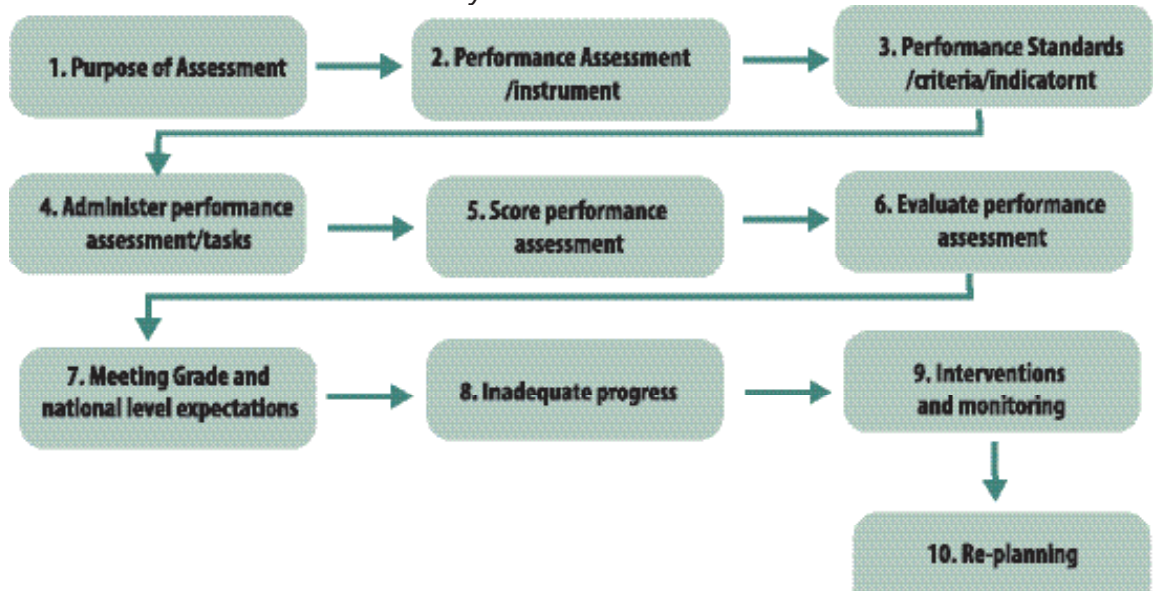 y
1. Purpose of Assessment
2. Performance Assessment
/instrument
3. Performance Standards
/criteria/indicatornt
4. Administer performance
assessment/tasks
5. Score performance
assessment
6. Evaluate performance
assessment
7. Meeting Grade and
national level expectations
8. Inadequate progress
9. Interventions
and monitoring
10. Re-planning